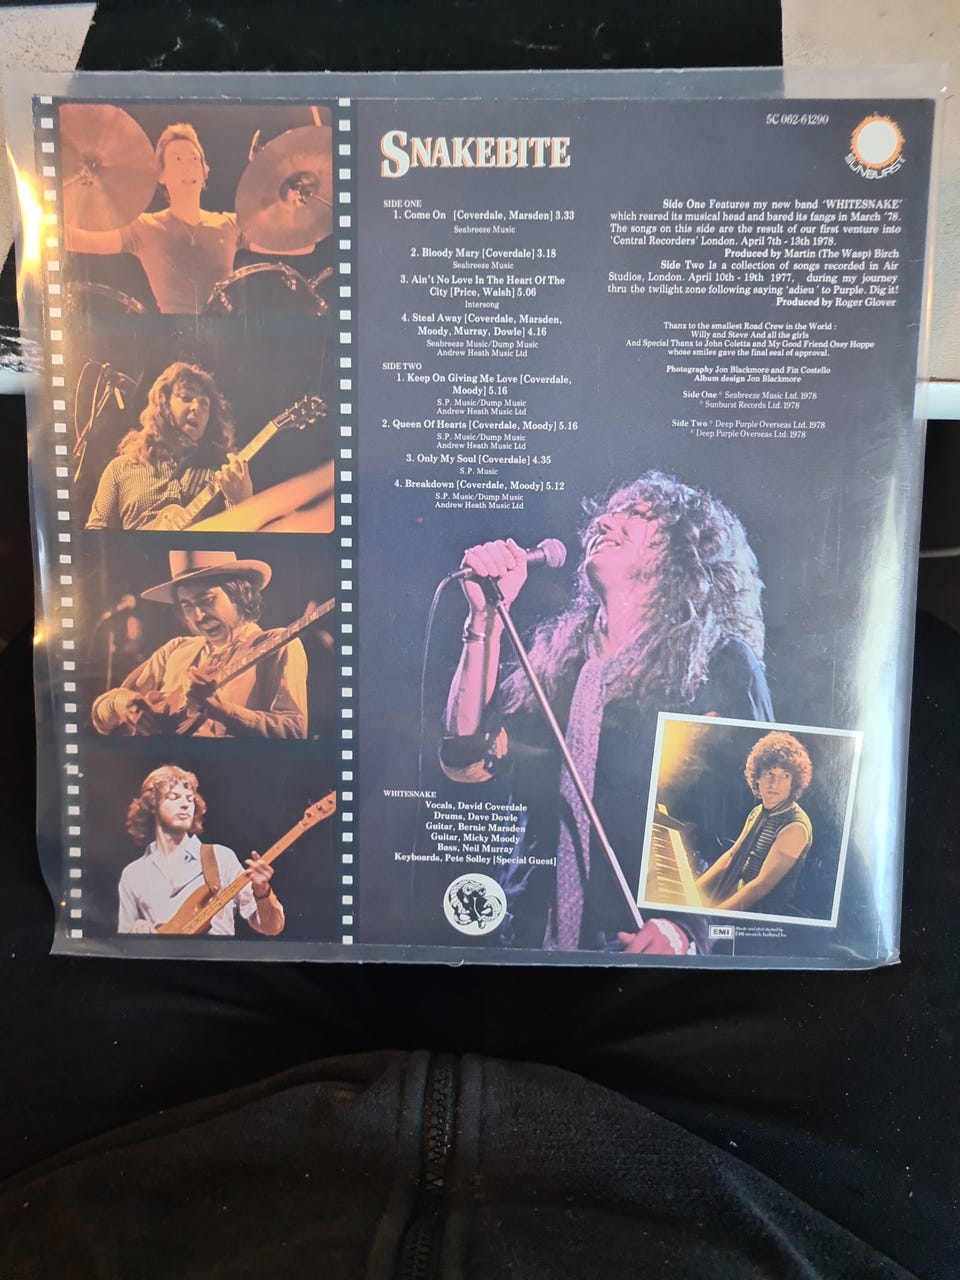 5C 062-61290
SUNBURST
SNAKEBITE
SIDE ONE
1. Come On [Coverdale, Marsden] 3.33
Seabreeze Music
2. Bloody Mary [Coverdale] 3.18
Seabreeze Music
3. Ain't No Love In The Heart Of The
City [Price, Walsh] 5.06
Intersong
4. Steal Away [Coverdale, Marsden,
Moody, Murray, Dowle] 4.16
Seabreeze Music/Dump Music
Andrew Heath Music Ltd
SIDE TWO
1. Keep On Giving Me Love [Coverdale,
Moody] 5.16
S.P. Music/Dump Music
Andrew Heath Music Ltd
2. Queen Of Hearts [Coverdale, Moody] 5.16
S.P. Music/Dump Music
Andrew Heath Music Ltd
3. Only My Soul [Coverdale] 4.35
S.P. Music
4. Breakdown [Coverdale, Moody] 5.12
S.P. Music/Dump Music
Andrew Heath Music Ltd
Side One Features my new band 'WHITESNAKE'
which reared its musical head and bared its fangs in March '78.
The songs on this side are the result of our first venture into
'Central Recorders' London. April 7th - 13th 1978.
Produced by Martin (The Wasp) Birch
Side Two Is a collection of songs recorded in Air
Studios, London. April 10th - 19th 1977, during my journey
thru the twilight zone following saying 'adieu' to Purple. Dig it!
Produced by Roger Glover
Thanx to the smallest Road Crew in the World :
Willy and Steve And all the girls
And Special Thanx to John Coletta and My Good Friend Ossy Hoppe
whose smiles gave the final seal of approval.
Photography Jon Blackmore and Fin Costello
Album design Jon Blackmore
Side One © Seabreeze Music Ltd. 1978
℗ Sunburst Records Ltd. 1978
Side Two © Deep Purple Overseas Ltd. 1978
℗ Deep Purple Overseas Ltd. 1978
WHITESNAKE
Vocals, David Coverdale
Drums, Dave Dowle
Guitar, Bernie Marsden
Guitar, Micky Moody
Bass, Neil Murray
Keyboards, Pete Solley [Special Guest]
EMI
Made and distributed by
EMI records holland bv.